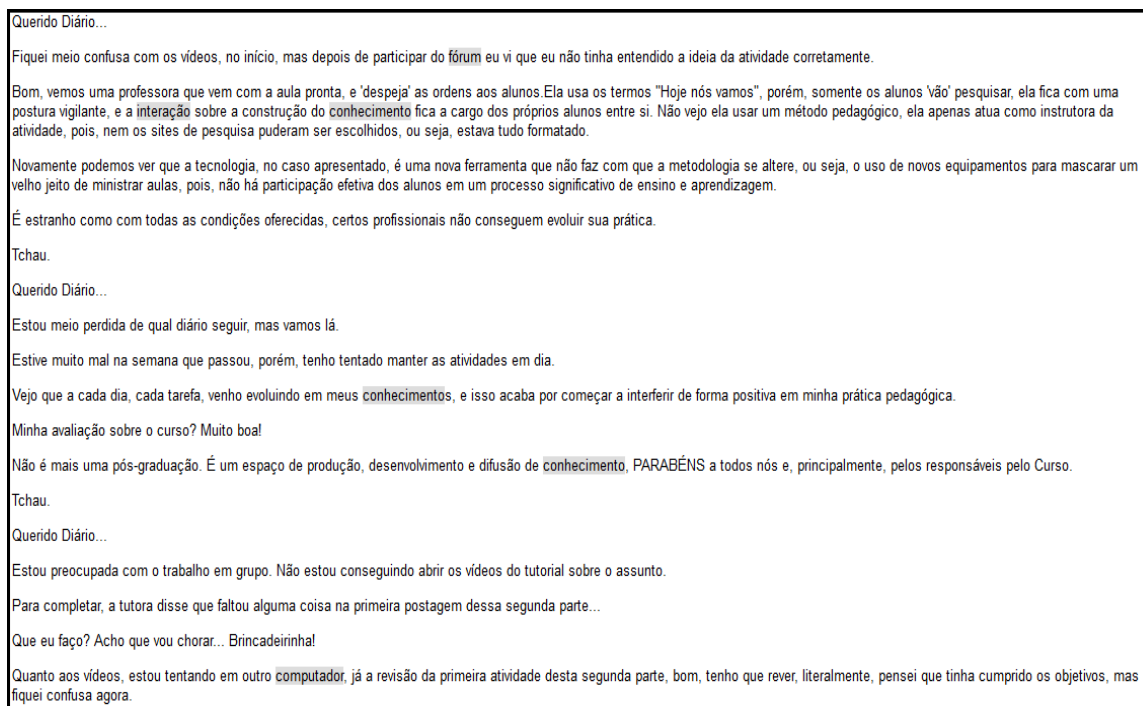 Querido Diário...
Fiquei meio confusa com os vídeos, no início, mas depois de participar do fórum eu vi que eu não tinha entendido a ideia da atividade corretamente.
Bom, vemos uma professora que vem com a aula pronta, e 'despeja' as ordens aos alunos.Ela usa os termos "Hoje nós vamos", porém, somente os alunos 'vão' pesquisar, ela fica com uma
postura vigilante, e a interação sobre a construção do conhecimento fica a cargo dos próprios alunos entre si. Não vejo ela usar um método pedagógico, ela apenas atua como instrutora da
atividade, pois, nem os sites de pesquisa puderam ser escolhidos, ou seja, estava tudo formatado.
Novamente podemos ver que a tecnologia, no caso apresentado, é uma nova ferramenta que não faz com que a metodologia se altere, ou seja, o uso de novos equipamentos para mascarar um
velho jeito de ministrar aulas, pois, não há participação efetiva dos alunos em um processo significativo de ensino e aprendizagem.
É estranho como com todas as condições oferecidas, certos profissionais não conseguem evoluir sua prática.
Tchau.
Querido Diário...
Estou meio perdida de qual diário seguir, mas vamos lá.
Estive muito mal na semana que passou, porém, tenho tentado manter as atividades em dia.
Vejo que a cada dia, cada tarefa, venho evoluindo em meus conhecimentos, e isso acaba por começar a interferir de forma positiva em minha prática pedagógica.
Minha avaliação sobre o curso? Muito boa!
Não é mais uma pós-graduação. É um espaço de produção, desenvolvimento e difusão de conhecimento, PARABÉNS a todos nós e, principalmente, pelos responsáveis pelo Curso.
Tchau.
Querido Diário...
Estou preocupada com o trabalho em grupo. Não estou conseguindo abrir os vídeos do tutorial sobre o assunto.
Para completar, a tutora disse que faltou alguma coisa na primeira postagem dessa segunda parte...
Que eu faço? Acho que vou chorar... Brincadeirinha!
Quanto aos vídeos, estou tentando em outro computador, já a revisão da primeira atividade desta segunda parte, bom, tenho que rever, literalmente, pensei que tinha cumprido os objetivos, mas
fiquei confusa agora.